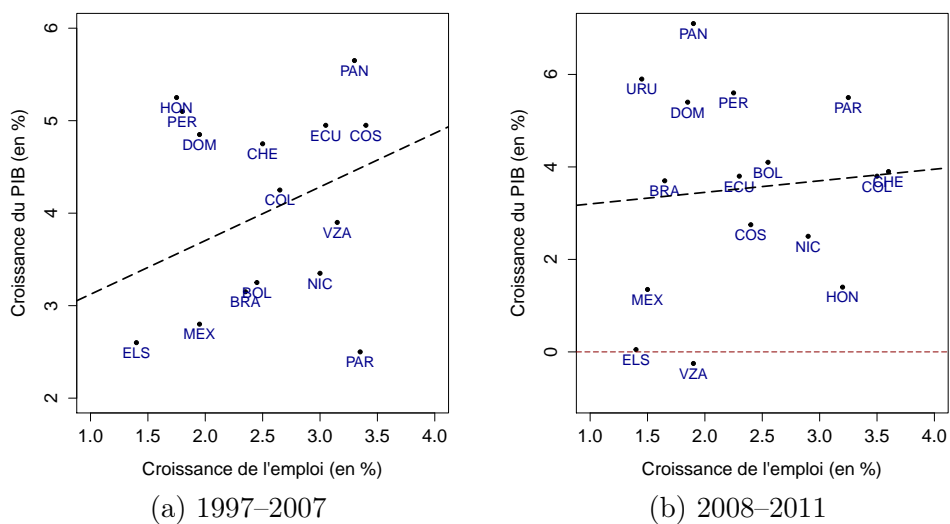 Croissance du PIB (en %)
6
5
4
3
2
PAN
HON
PER
DOM
ECU
COS
CHE
COL
VZA
NIC
BOL
BRA
MEX
ELS
PAR
1.0 1.5 2.0 2.5 3.0 3.5 4.0
Croissance de l'emploi (en %)
(a) 1997–2007
Croissance du PIB (en %)
6
4
2
0
PAN
URU
DOM
PER
PAR
BOL
BRA
ECU
COL
CHE
COS
NIC
MEX
HON
ELS
VZA
1.0 1.5 2.0 2.5 3.0 3.5 4.0
Croissance de l'emploi (en %)
(b) 2008–2011